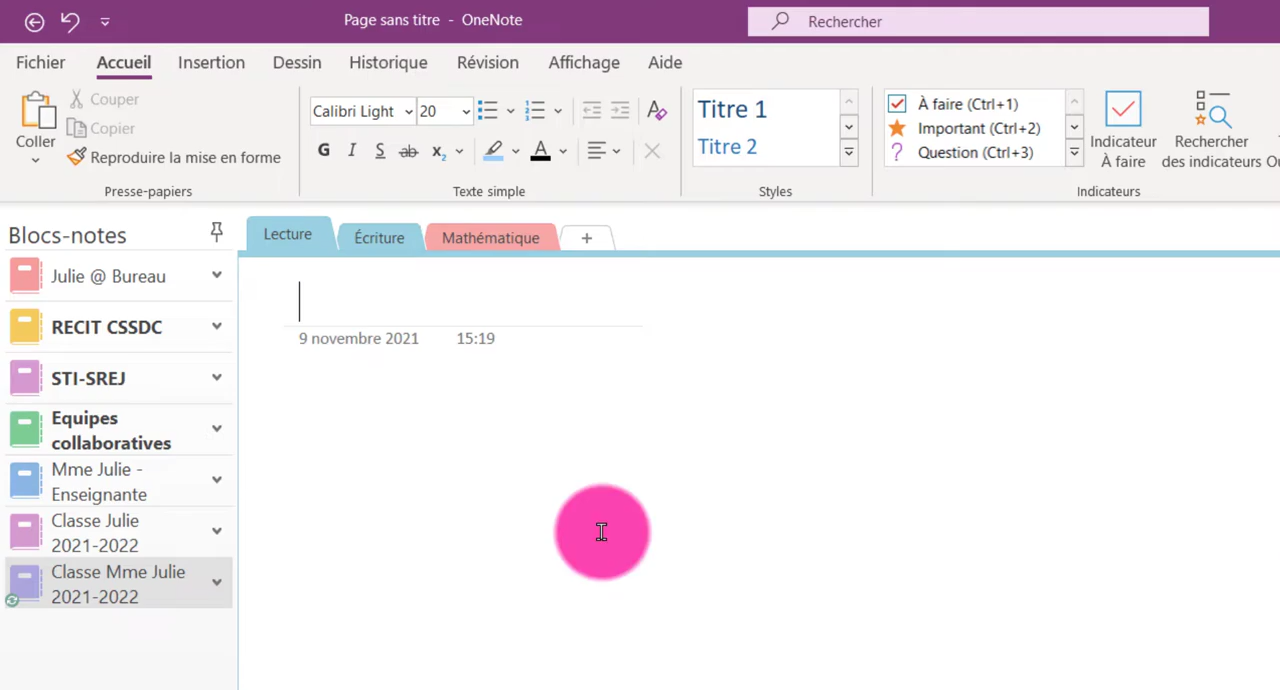 Page sans titre - OneNote
Rechercher
Fichier Accueil Insertion Dessin Historique Révision Affichage Aide
Coller
Couper
Copier
Reproduire la mise en forme
Presse-papiers
Calibri Light 20
G I S ab x₂ A
Texte simple
Titre 1
Titre 2
Styles
À faire (Ctrl+1)
Important (Ctrl+2)
Question (Ctrl+3)
Indicateur
À faire
Rechercher
des indicateurs
Indicateurs
Blocs-notes
Julie @ Bureau
RECIT CSSDC
STI-SREJ
Equipes
collaboratives
Mme Julie -
Enseignante
Classe Julie
2021-2022
Classe Mme Julie
2021-2022
Lecture Écriture Mathématique +
9 novembre 2021 15:19